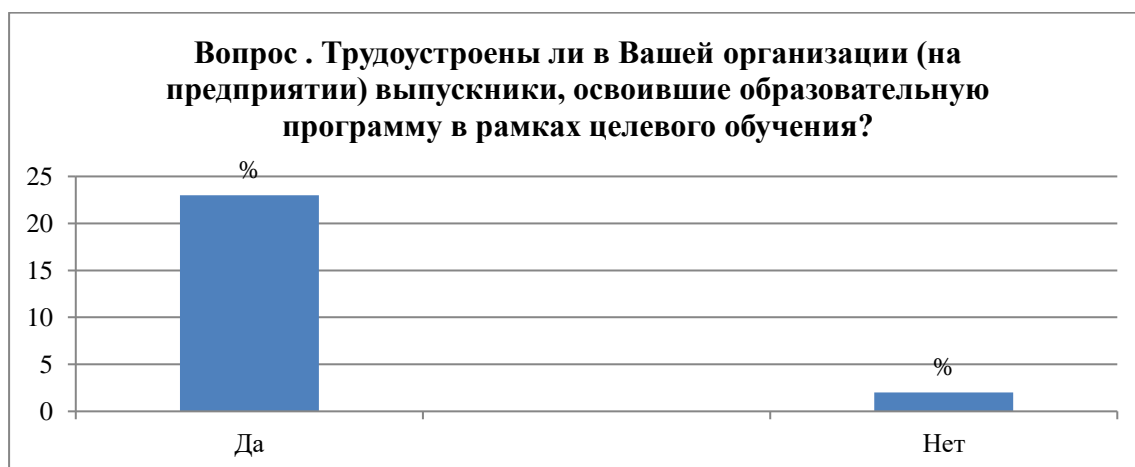 Вопрос . Трудоустроены ли в Вашей организации (на
предприятии) выпускники, освоившие образовательную
программу в рамках целевого обучения?
%
25
20
15
10
5
%
0
Да
Нет